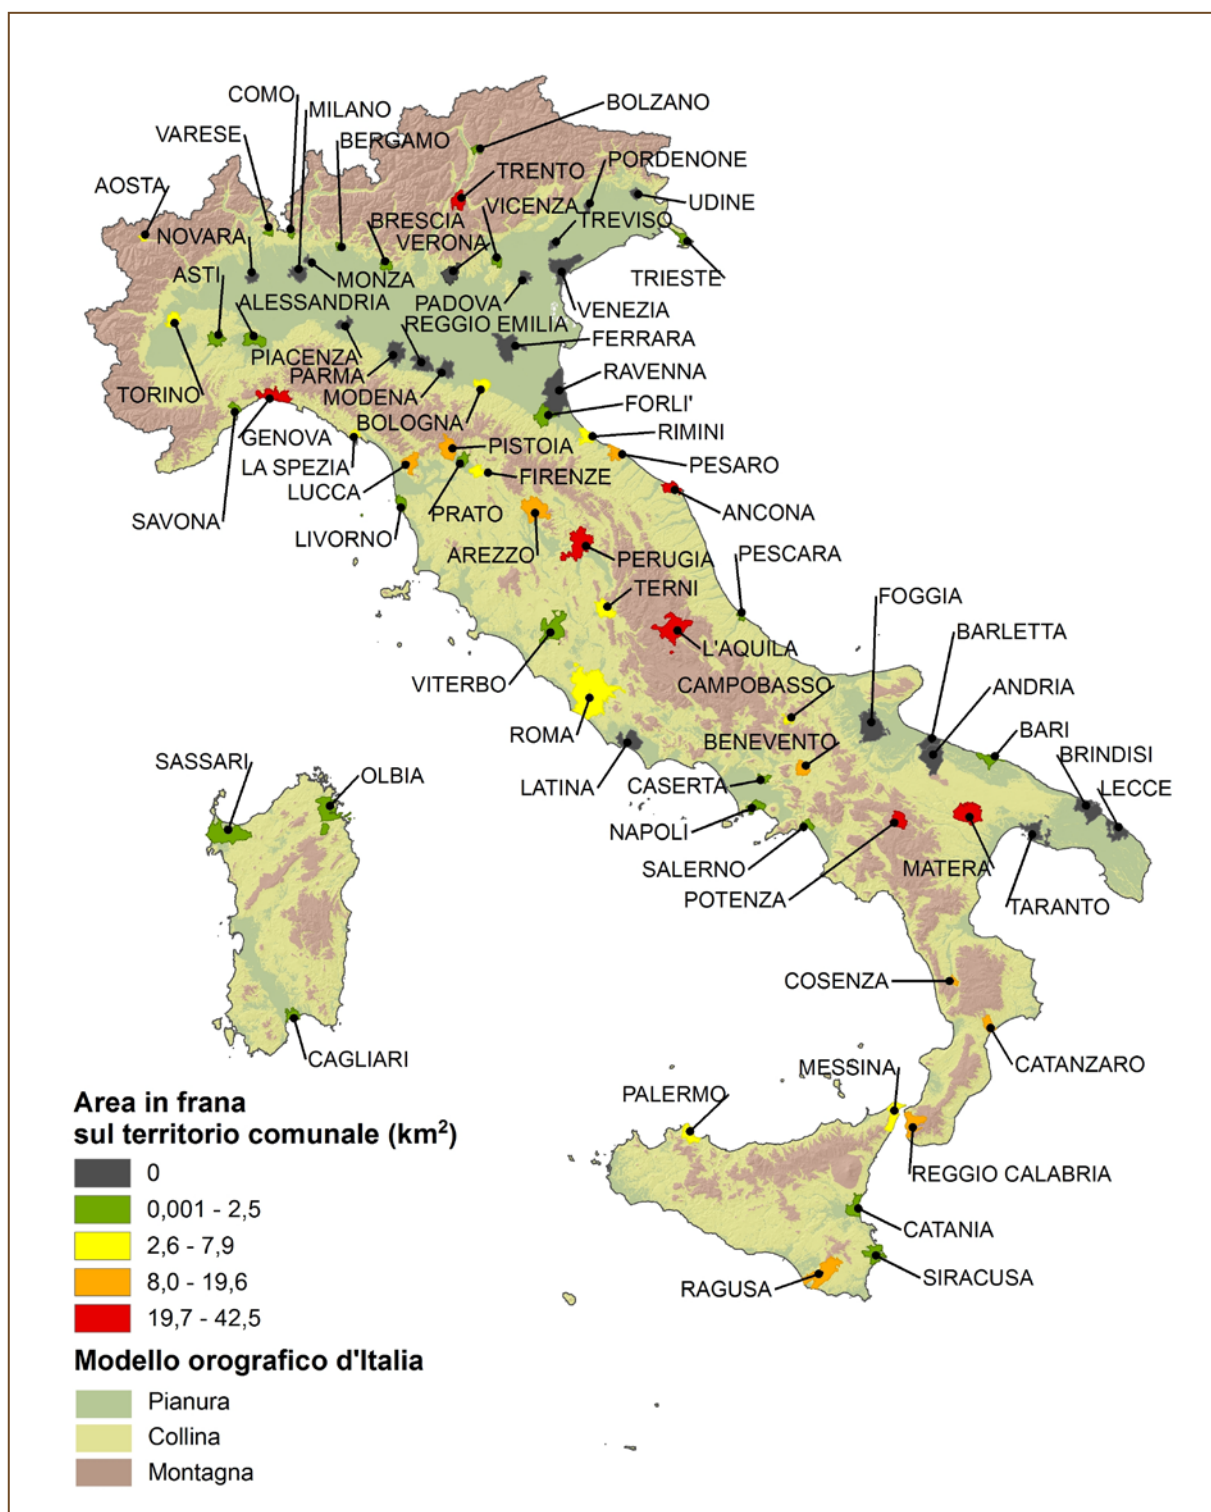 COMO
MILANO
BOLZANO
VARESE
BERGAMO
PORDENONE
TRENTO
AOSTA
BRESCIA
VICENZA
UDINE
NOVARA
VERONA
TREVISO
ASTI
MONZA
TRIESTE
ALESSANDRIA
PADOVA
VENEZIA
REGGIO EMILIA
FERRARA
PIACENZA
PARMA
RAVENNA
TORINO
MODENA
FORLI'
BOLOGNA
RIMINI
GENOVA
PISTOIA
PESARO
LA SPEZIA
FIRENZE
LUCCA
SAVONA
PRATO
ANCONA
LIVORNO
AREZZO
PERUGIA
PESCARA
TERNI
FOGGIA
BARLETTA
L'AQUILA
VITERBO
CAMPOBASSO
ANDRIA
ROMA
BENEVENTO
BARI
BRINDISI
SASSARI
OLBIA
LATINA
CASERTA
LECCE
NAPOLI
SALERNO
MATERA
POTENZA
TARANTO
COSENZA
CAGLIARI
MESSINA
CATANZARO
PALERMO
REGGIO CALABRIA
CATANIA
RAGUSA
SIRACUSA
Area in frana
sul territorio comunale (km²)
0
0,001 - 2,5
2,6 - 7,9
8,0 - 19,6
19,7 - 42,5
Modello orografico d'Italia
Pianura
Collina
Montagna